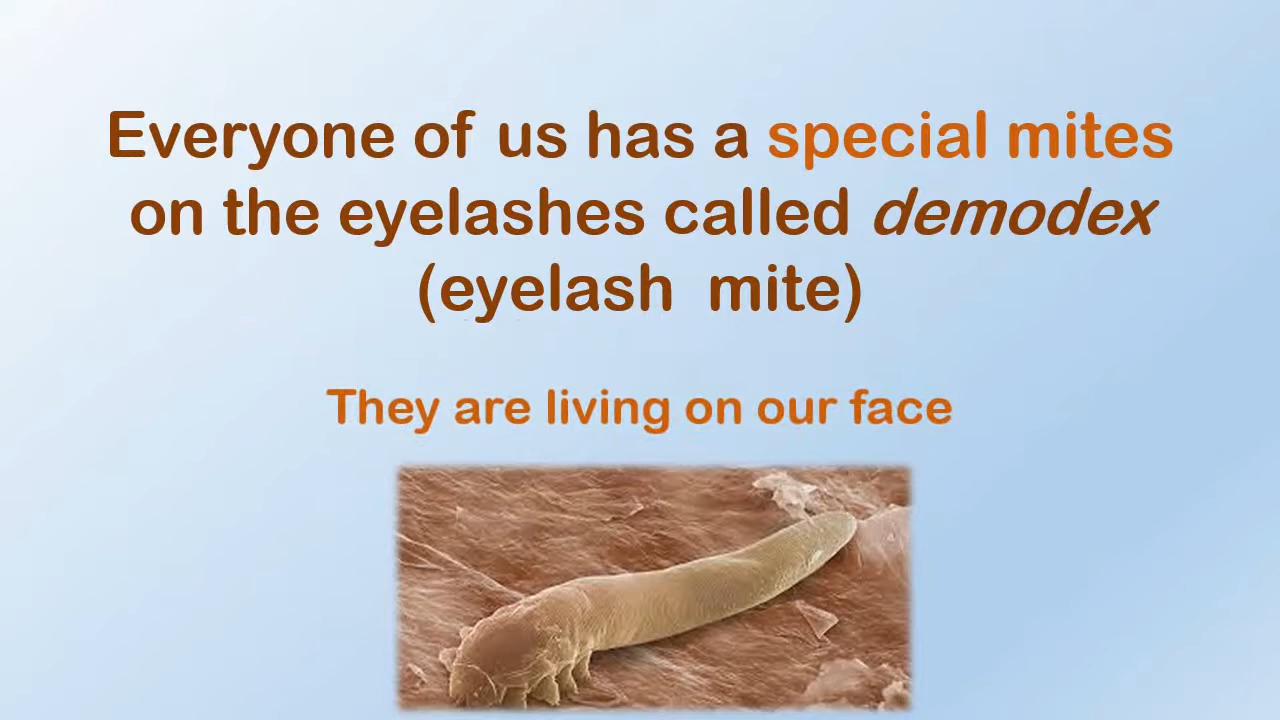 Everyone of us has a special mites
on the eyelashes called demodex
(eyelash mite)
They are living on our face